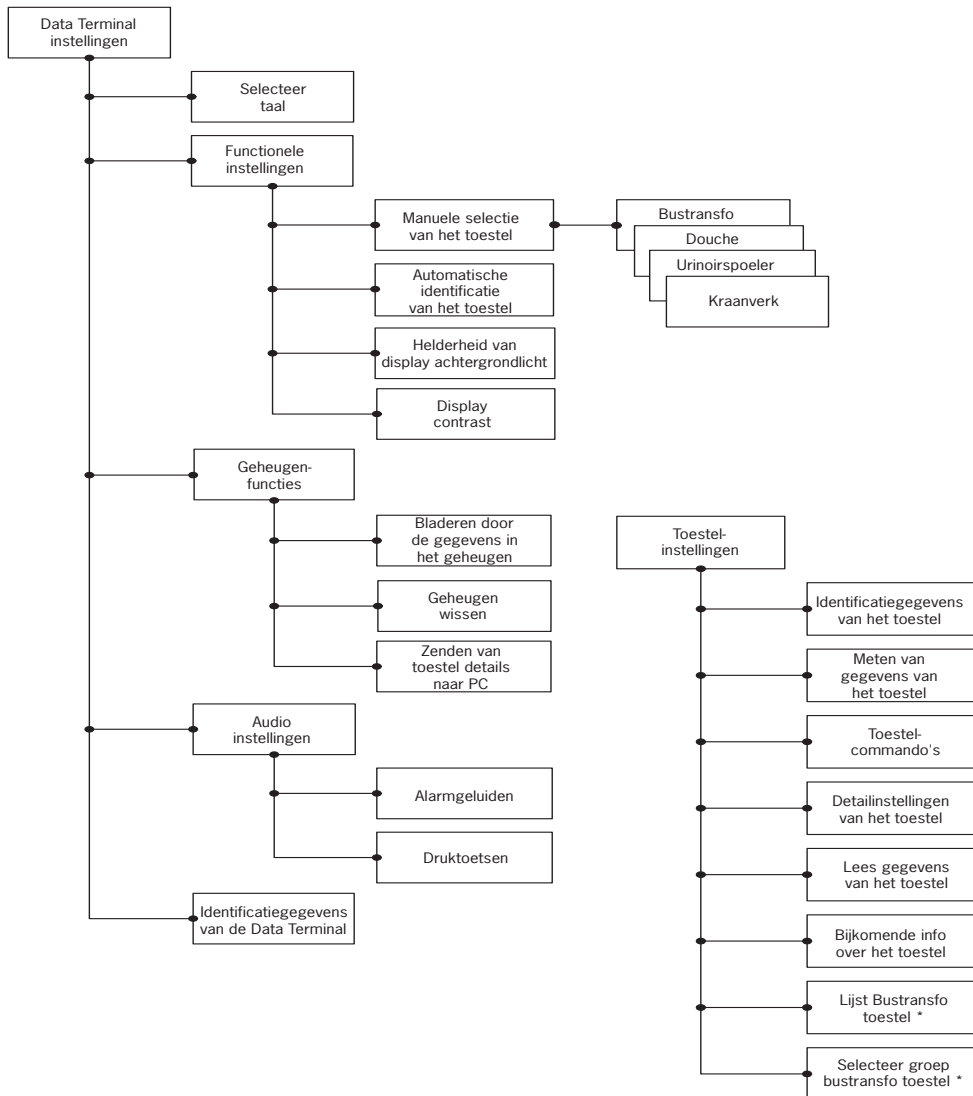 Data Terminal
instellingen
Selecteer
taal
Functionele
instellingen
Manuele selectie
van het toestel
Bustransfo
Douche
Urinoirspoeler
Kraanverk
Automatische
identificatie
van het toestel
Helderheid van
display achtergrondlicht
Display
contrast
Geheugen-
functies
Bladeren door
de gegevens in
het geheugen
Geheugen
wissen
Zenden van
toestel details
naar PC
Audio
instellingen
Alarmgeluiden
Druktoetsen
Identificatiegegevens
van de Data Terminal
Toestel-
instellingen
Identificatiegegevens
van het toestel
Meten van
gegevens van
het toestel
Toestel-
commando's
Detailinstellingen
van het toestel
Lees gegevens
van het toestel
Bijkomende info
over het toestel
Lijst Bustransfo
toestel *
Selecteer groep
bustransfo toestel *